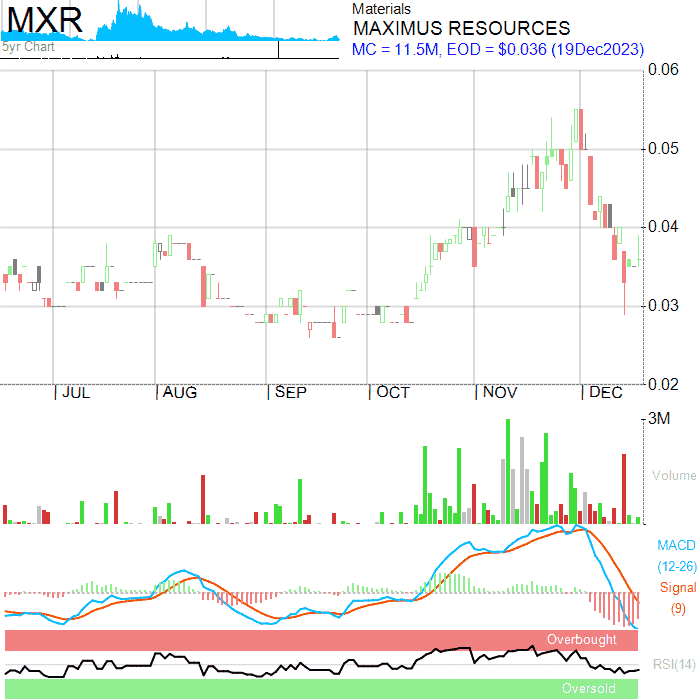 MXR
5yr Chart
Materials
MAXIMUS RESOURCES
MC = 11.5M, EOD = $0.036 (19Dec2023)
0.06
0.05
0.04
0.03
0.02
JUL AUG SEP OCT NOV DEC
3M
Volume
MACD
(12-26)
Signal
(9)
Overbought
RSI(14)
Oversold